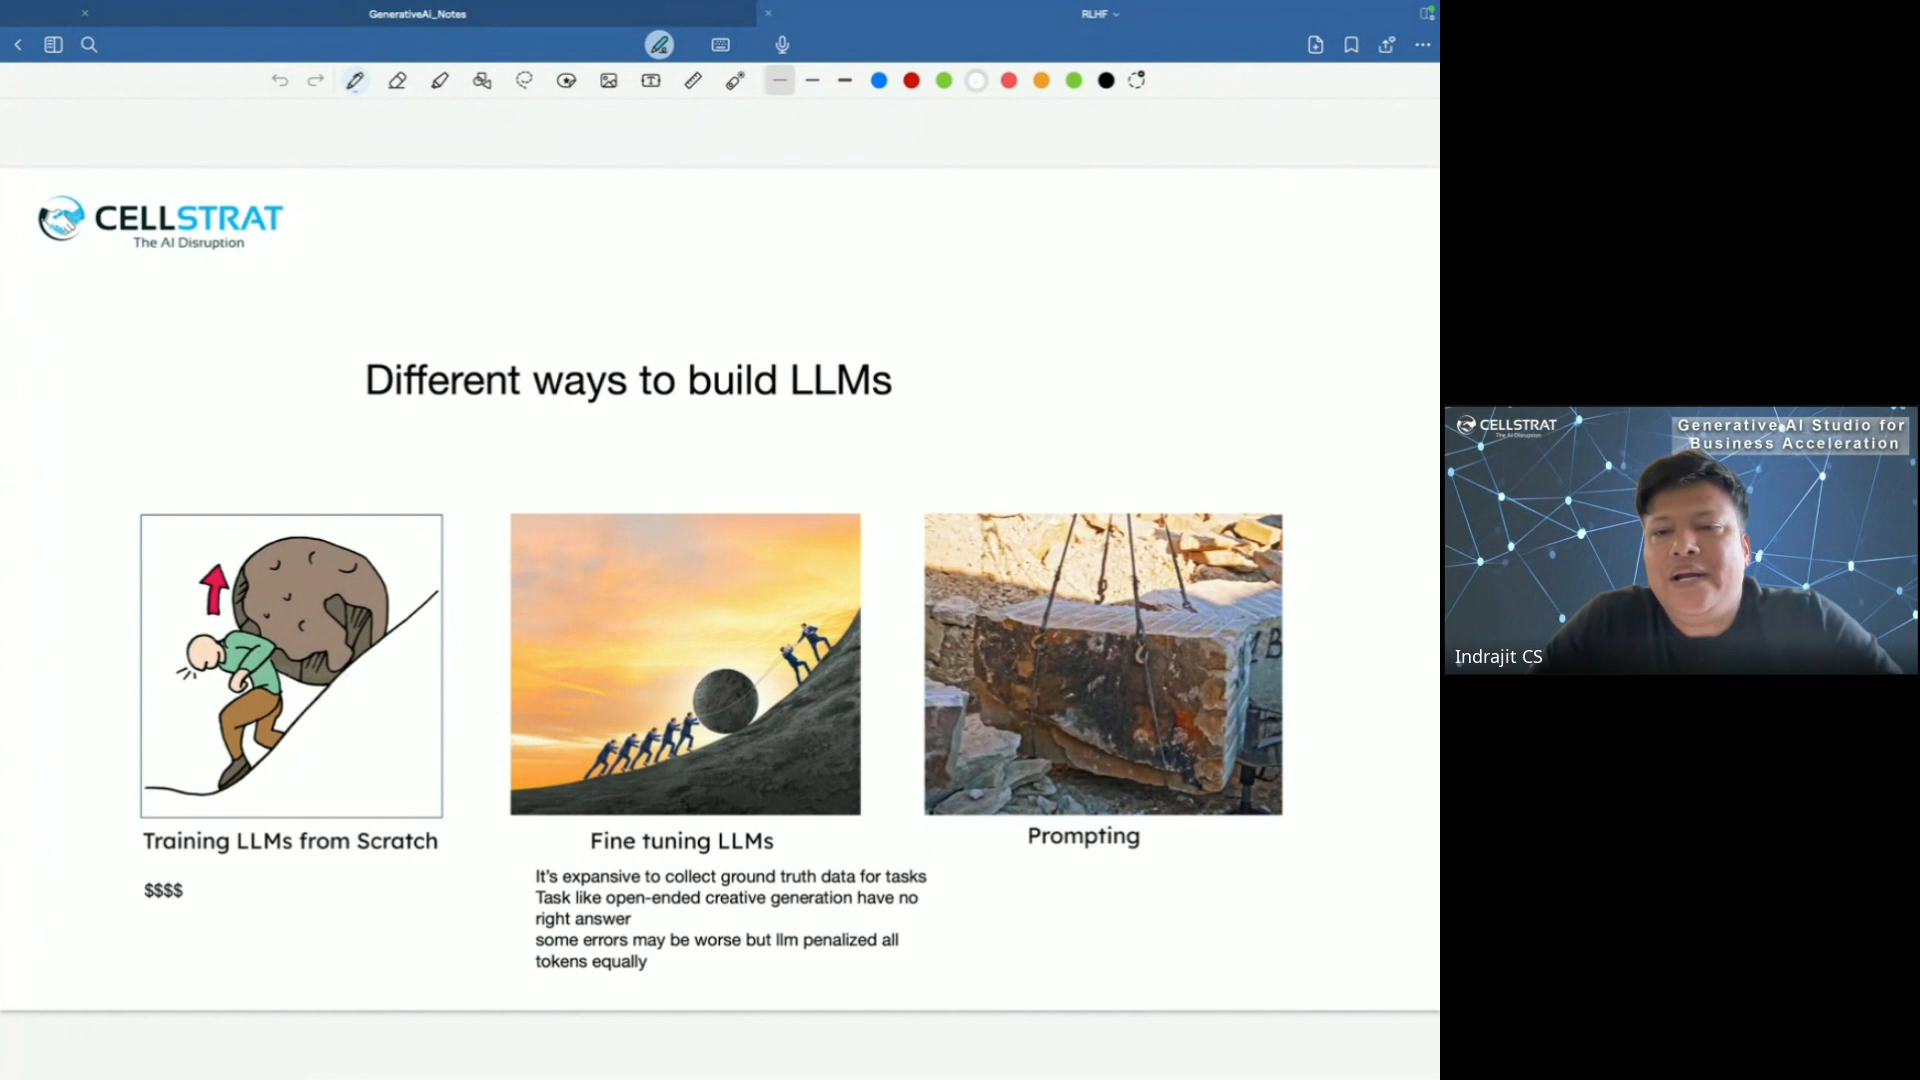 GenerativeAi_Notes
RLHF
CELLSTRAT
The AI Disruption
Different ways to build LLMs
Training LLMs from Scratch
$$$$
Fine tuning LLMs
It's expansive to collect ground truth data for tasks
Task like open-ended creative generation have no
right answer
some errors may be worse but llm penalized all
tokens equally
Prompting
CELLSTRAT
The AI Disruption
Generative AI Studio for
Business Acceleration
Indrajit CS